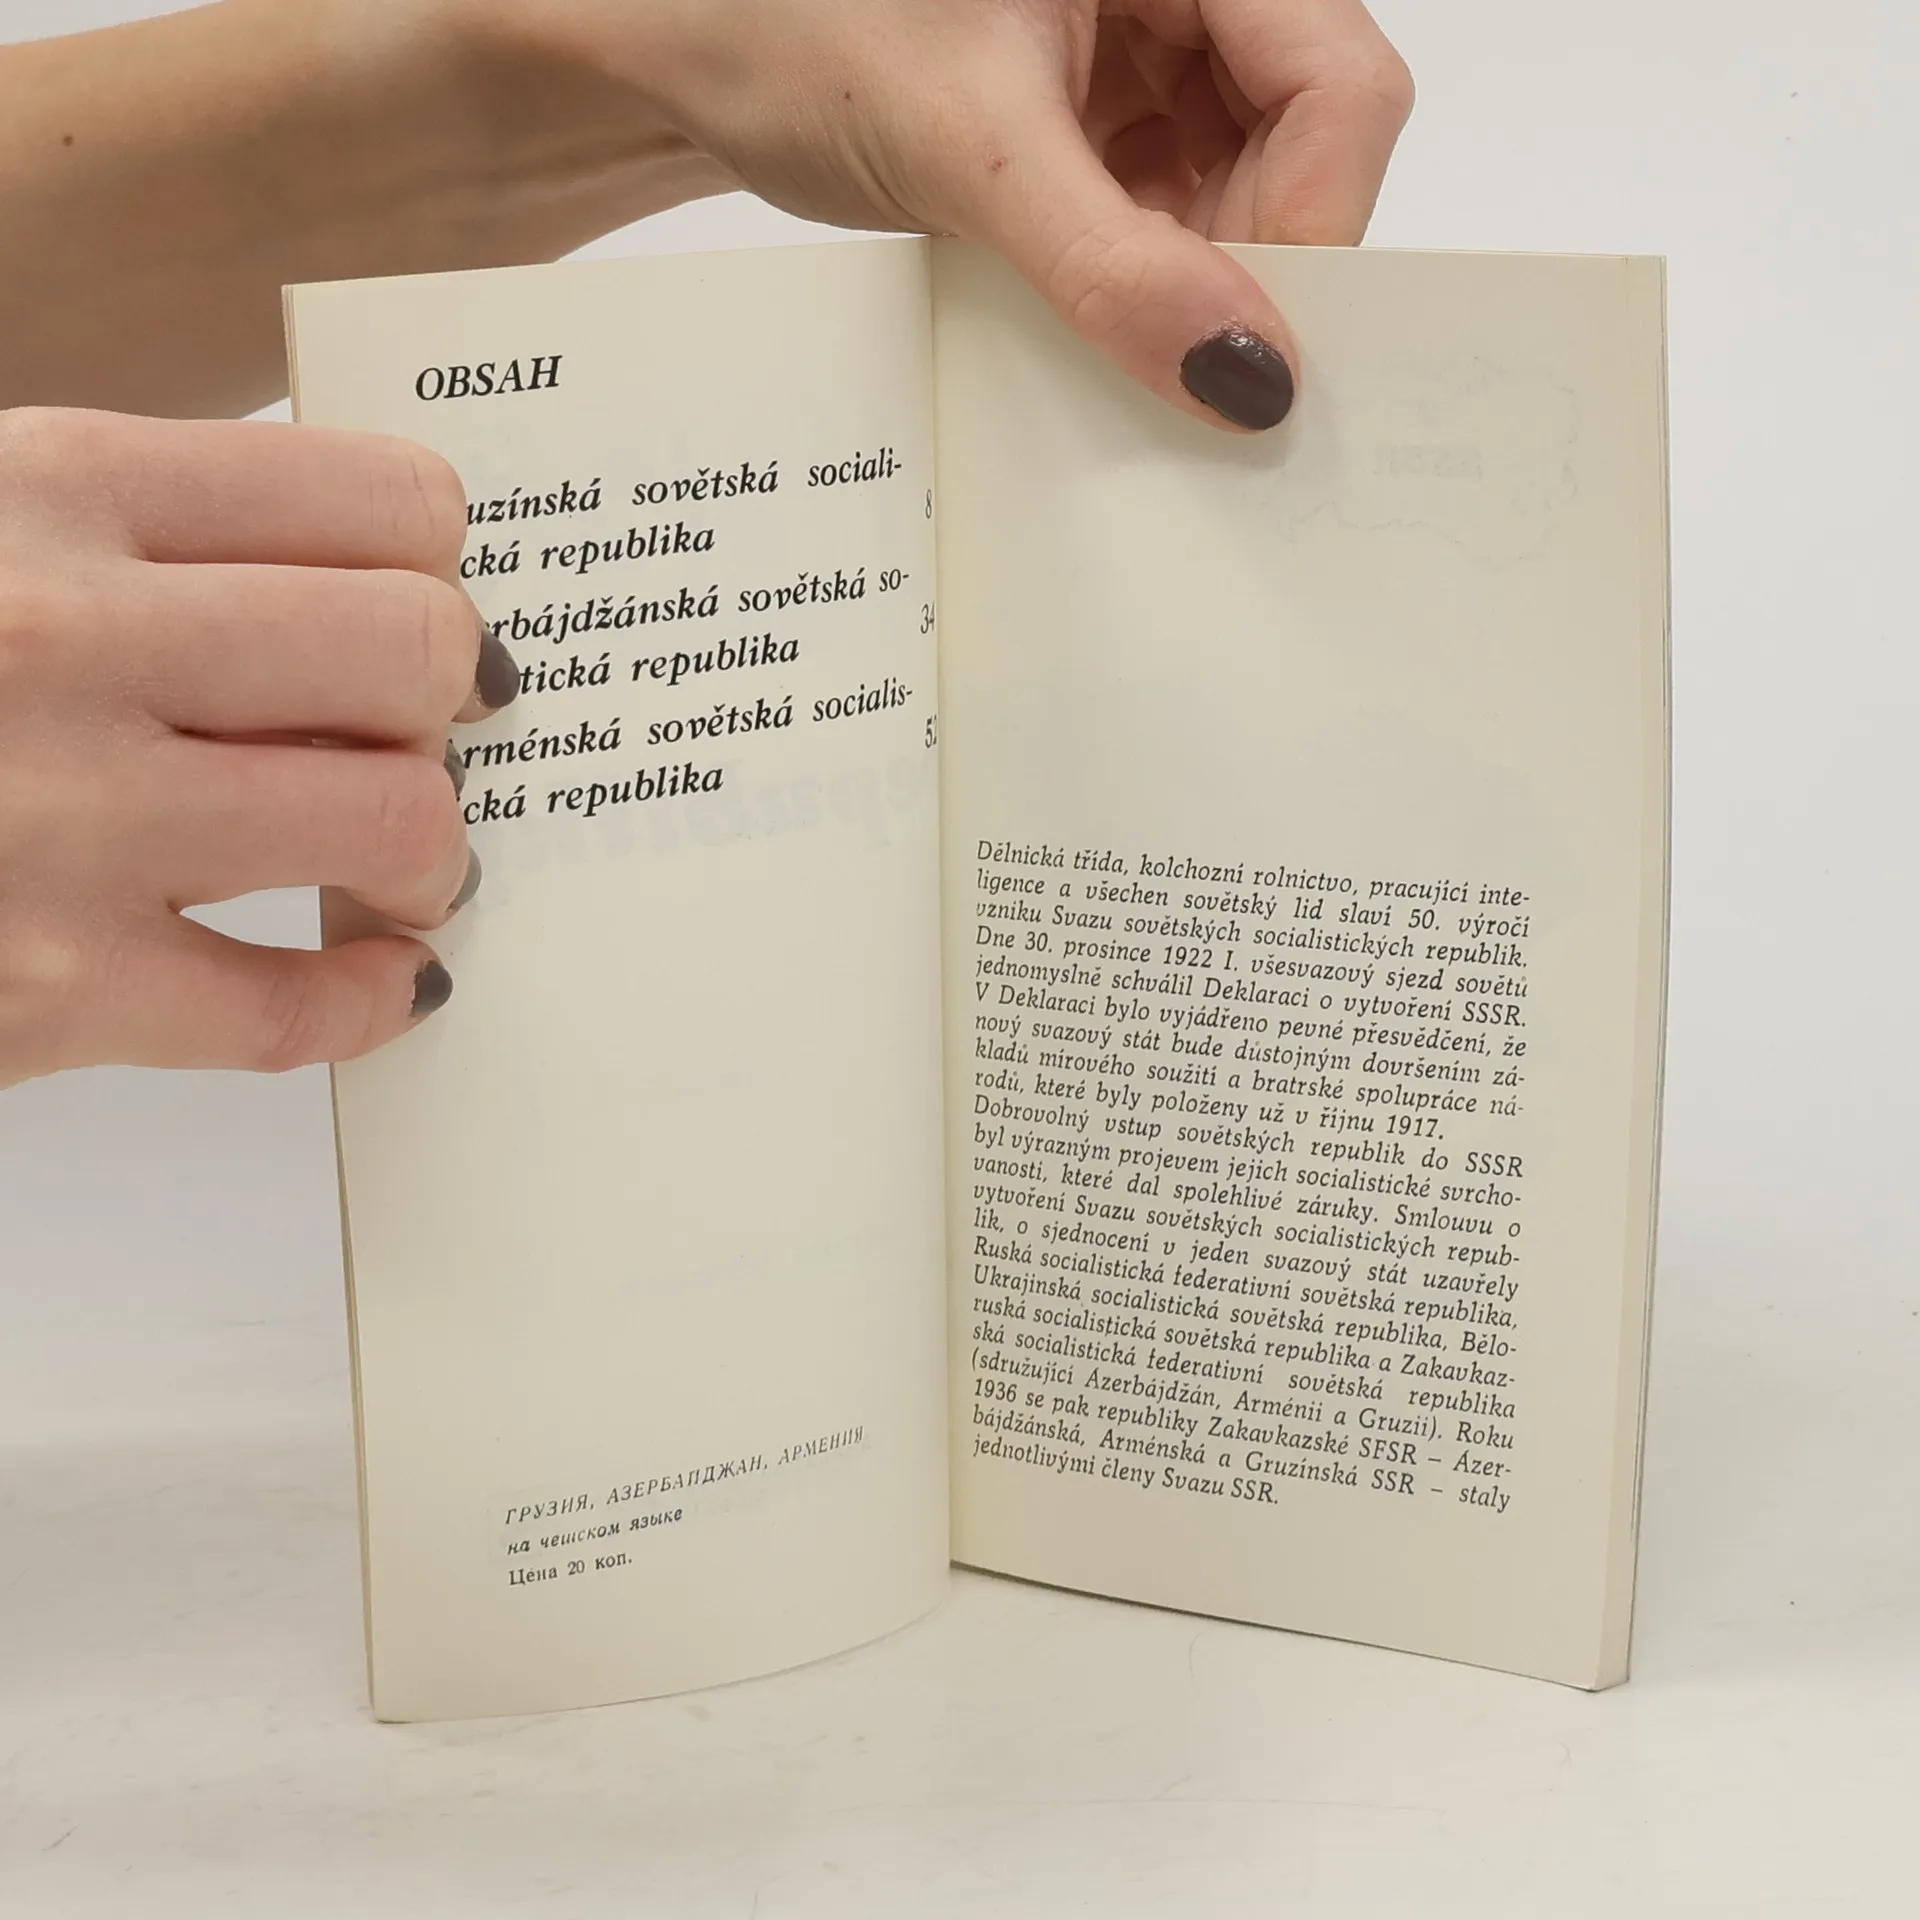 OBSAH
uzínská sovětská sociali-
cká republika
8
rbájdžánská sovětská so-
tická republika
34
rménská sovětská socialis-
cká republika
ГРУЗИЯ, АЗЕРБАЙДЖАН, АРМЕНИЯ
на чешском языке
Цена 20 коп.
Dělnická třída, kolchozní rolnictvo, pracující inte-
ligence a všechen sovětský lid slaví 50. výročí
vzniku Svazu sovětských socialistických republik.
Dne 30. prosince 1922 I. všesvazový sjezd sovětů
jednomyslně schválil Deklaraci o vytvoření SSSR.
V Deklaraci bylo vyjádřeno pevné přesvědčení, že
nový svazový stát bude důstojným dovršením zá-
kladů mírového soužití a bratrské spolupráce ná-
rodů, které byly položeny už v říjnu 1917.
Dobrovolný vstup sovětských republik do SSSR
byl výrazným projevem jejich socialistické svrcho-
vanosti, které dal spolehlivé záruky. Smlouvu o
vytvoření Svazu sovětských socialistických repub-
lik, o sjednocení v jeden svazový stát uzavřely
Ruská socialistická federativní sovětská republika,
Ukrajinská socialistická sovětská republika, Bělo-
ruská socialistická sovětská republika a Zakavkaz-
ská socialistická federativní sovětská republika
(sdružující Ázerbájdžán, Arménii a Gruzii). Roku
1936 se pak republiky Zakavkazské SFSR – Ázer-
bájdžánská, Arménská a Gruzínská SSR – staly
jednotlivými členy Svazu SSR.